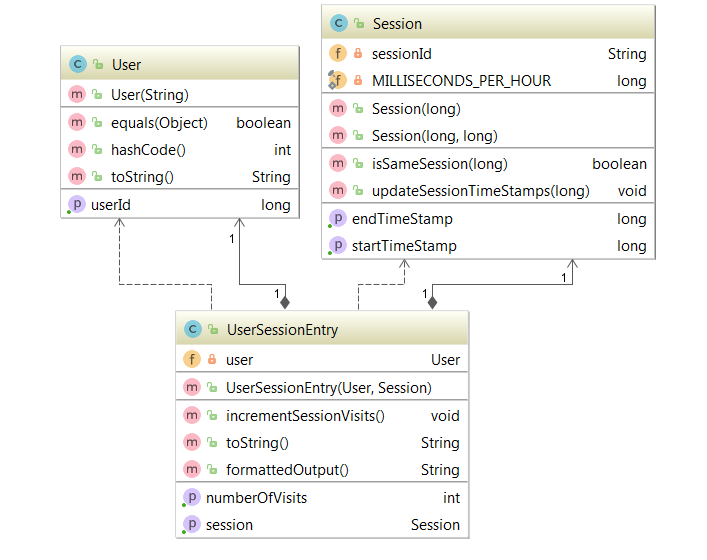 User
User(String)
equals(Object) boolean
hashCode() int
toString() String
userId long
Session
sessionId String
MILLISECONDS_PER_HOUR long
Session(long)
Session(long, long)
isSameSession(long) boolean
updateSessionTimeStamps(long) void
endTimeStamp long
startTimeStamp long
1
1
1
1
UserSessionEntry
user User
UserSessionEntry(User, Session)
incrementSessionVisits() void
toString() String
formattedOutput() String
numberOfVisits int
session Session